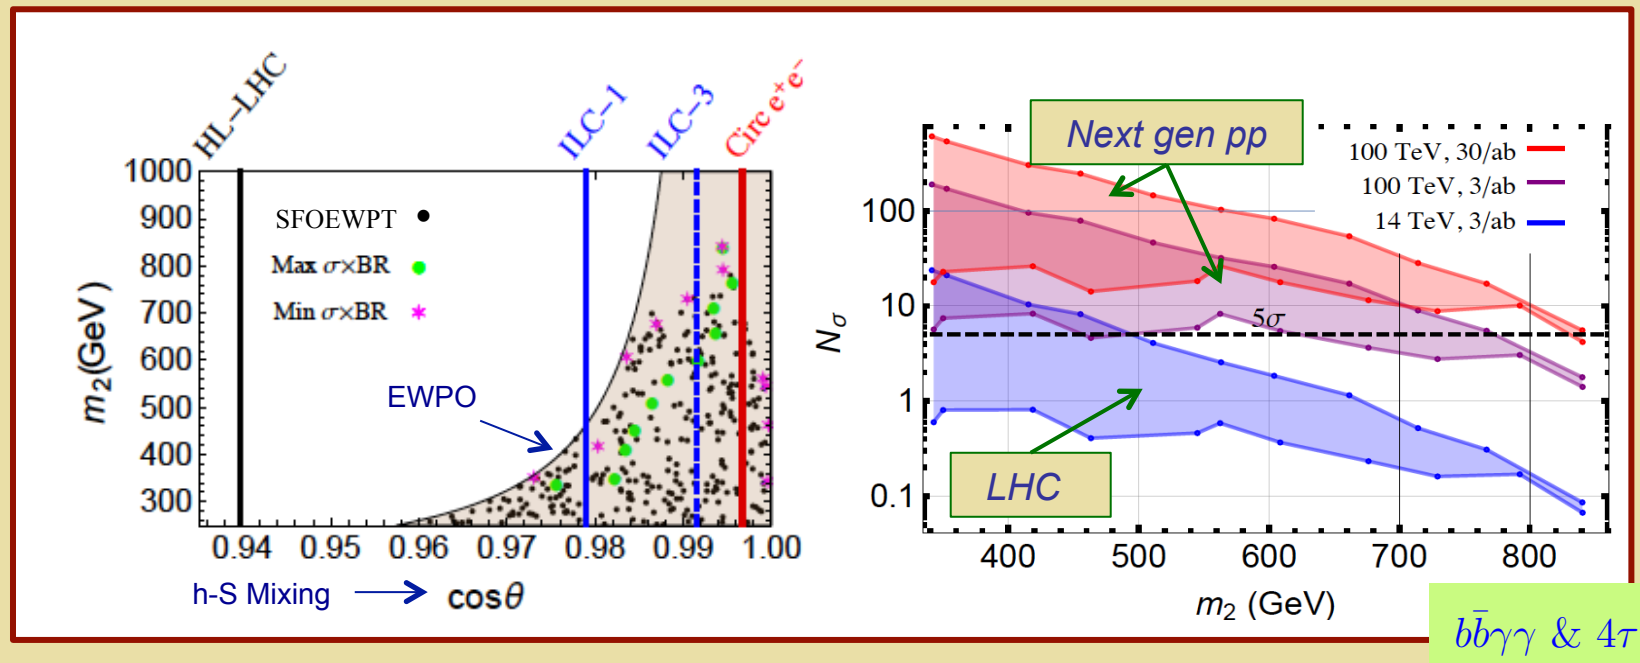 HL−LHC
ILC−1
ILC−3
Circ e⁺e⁻
1000
900
800
700
600
500
400
300
m₂(GeV)
SFOEWPT
Max σ×BR
Min σ×BR
EWPO
0.94 0.95 0.96 0.97 0.98 0.99 1.00
h-S Mixing
cosθ
Next gen pp
100 TeV, 30/ab
100 TeV, 3/ab
14 TeV, 3/ab
100
10
1
0.1
Nσ
5σ
LHC
400 500 600 700 800
m₂ (GeV)
bb̄γγ & 4τ